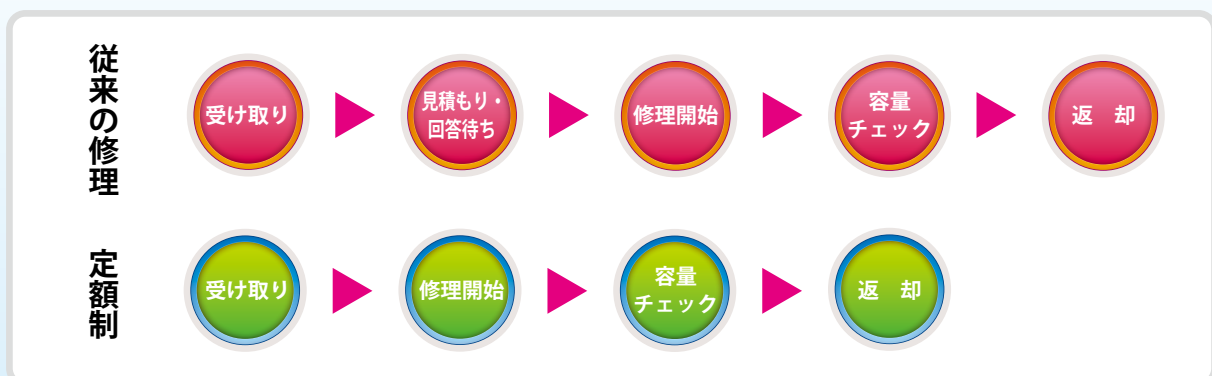 従来の修理
受け取り
見積もり・
回答待ち
修理開始
容量
チェック
返 却
定額制
受け取り
修理開始
容量
チェック
返 却